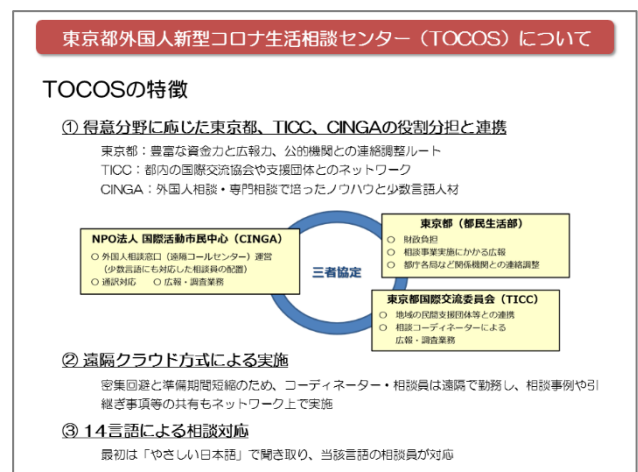 東京都外国人新型コロナ生活相談センター（TOCOS）について
TOCOSの特徴
① 得意分野に応じた東京都、TICC、CINGAの役割分担と連携
東京都：豊富な資金力と広報力、公的機関との連絡調整ルート
TICC：都内の国際交流協会や支援団体とのネットワーク
CINGA：外国人相談・専門相談で培ったノウハウと少数言語人材
NPO法人 国際活動市民中心（CINGA）
○ 外国人相談窓口（遠隔コールセンター）運営
（少数言語にも対応した相談員の配置）
○ 通訳対応　○ 広報・調査業務
三者協定
東京都（都民生活部）
○ 財政負担
○ 相談事業実施にかかる広報
○ 都庁各局など関係機関との連絡調整
東京都国際交流委員会（TICC）
○ 地域の民間支援団体等との連携
○ 相談コーディネーターによる
広報・調査業務
② 遠隔クラウド方式による実施
密集回避と準備期間短縮のため、コーディネーター・相談員は遠隔で勤務し、相談事例や引
継ぎ事項等の共有もネットワーク上で実施
③ 14言語による相談対応
最初は「やさしい日本語」で聞き取り、当該言語の相談員が対応